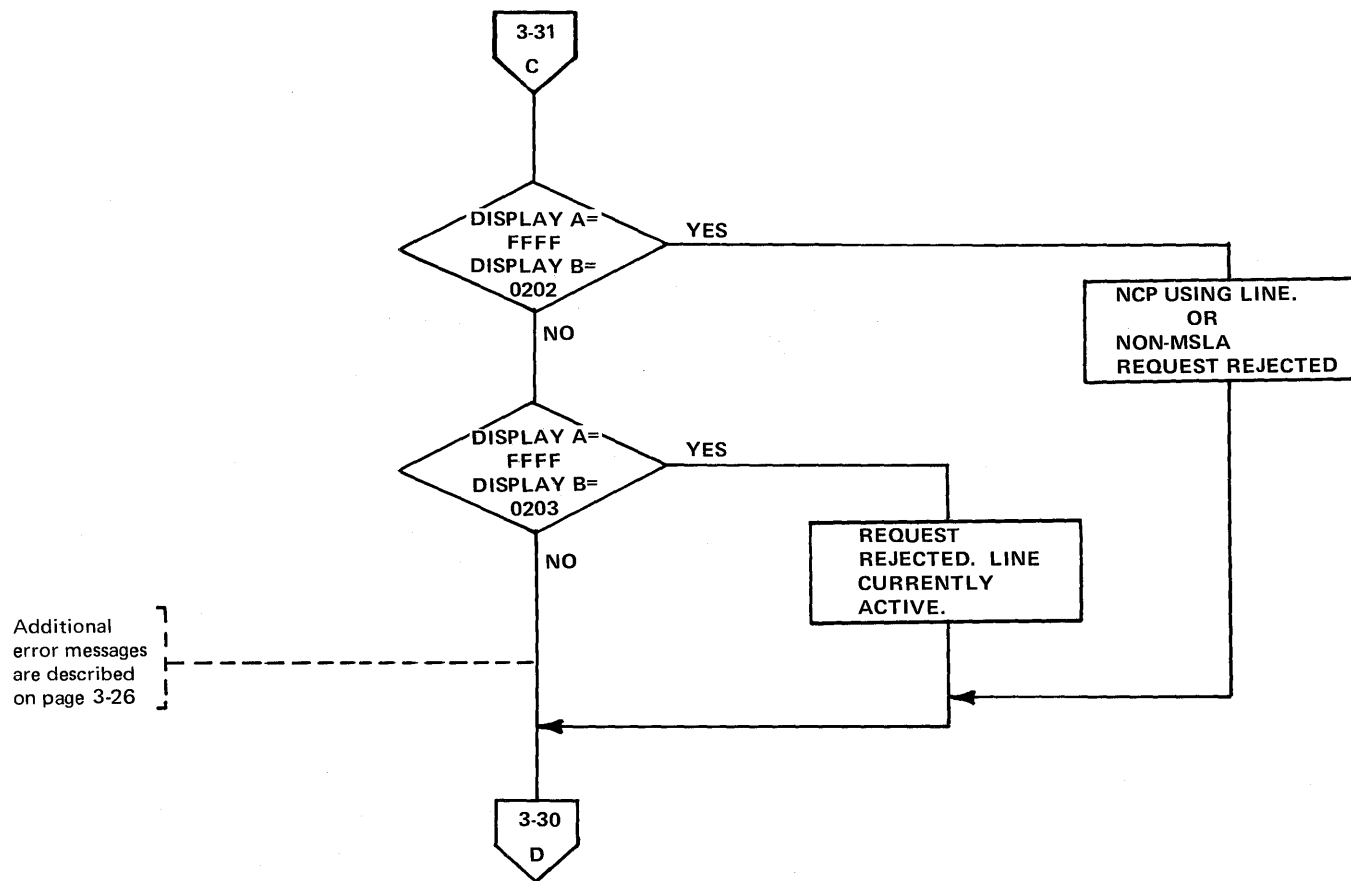 3-31
C
DISPLAY A=
FFFF
DISPLAY B=
0202
YES
NO
NCP USING LINE.
OR
NON-MSLA
REQUEST REJECTED
DISPLAY A=
FFFF
DISPLAY B=
0203
YES
NO
REQUEST
REJECTED. LINE
CURRENTLY
ACTIVE.
Additional
error messages
are described
on page 3-26
3-30
D